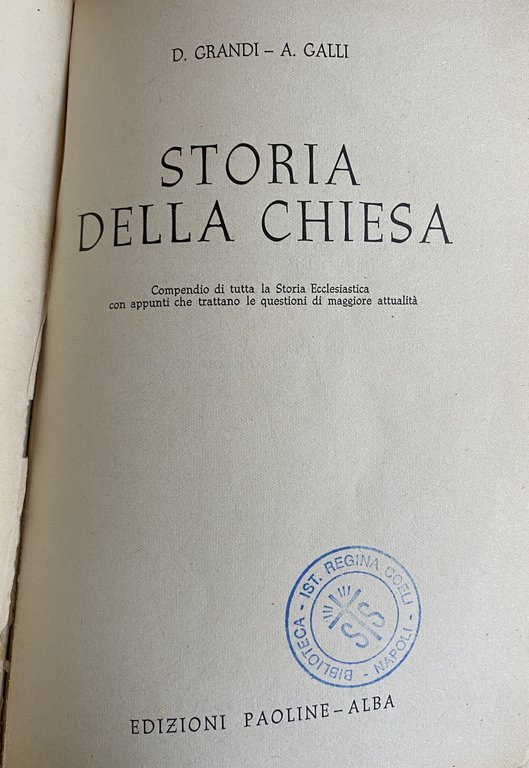 D. GRANDI – A. GALLI
STORIA
DELLA CHIESA
Compendio di tutta la Storia Ecclesiastica
con appunti che trattano le questioni di maggiore attualità
BIBLIOTECA - IST. REGINA COELI - NAPOLI -
EDIZIONI PAOLINE – ALBA